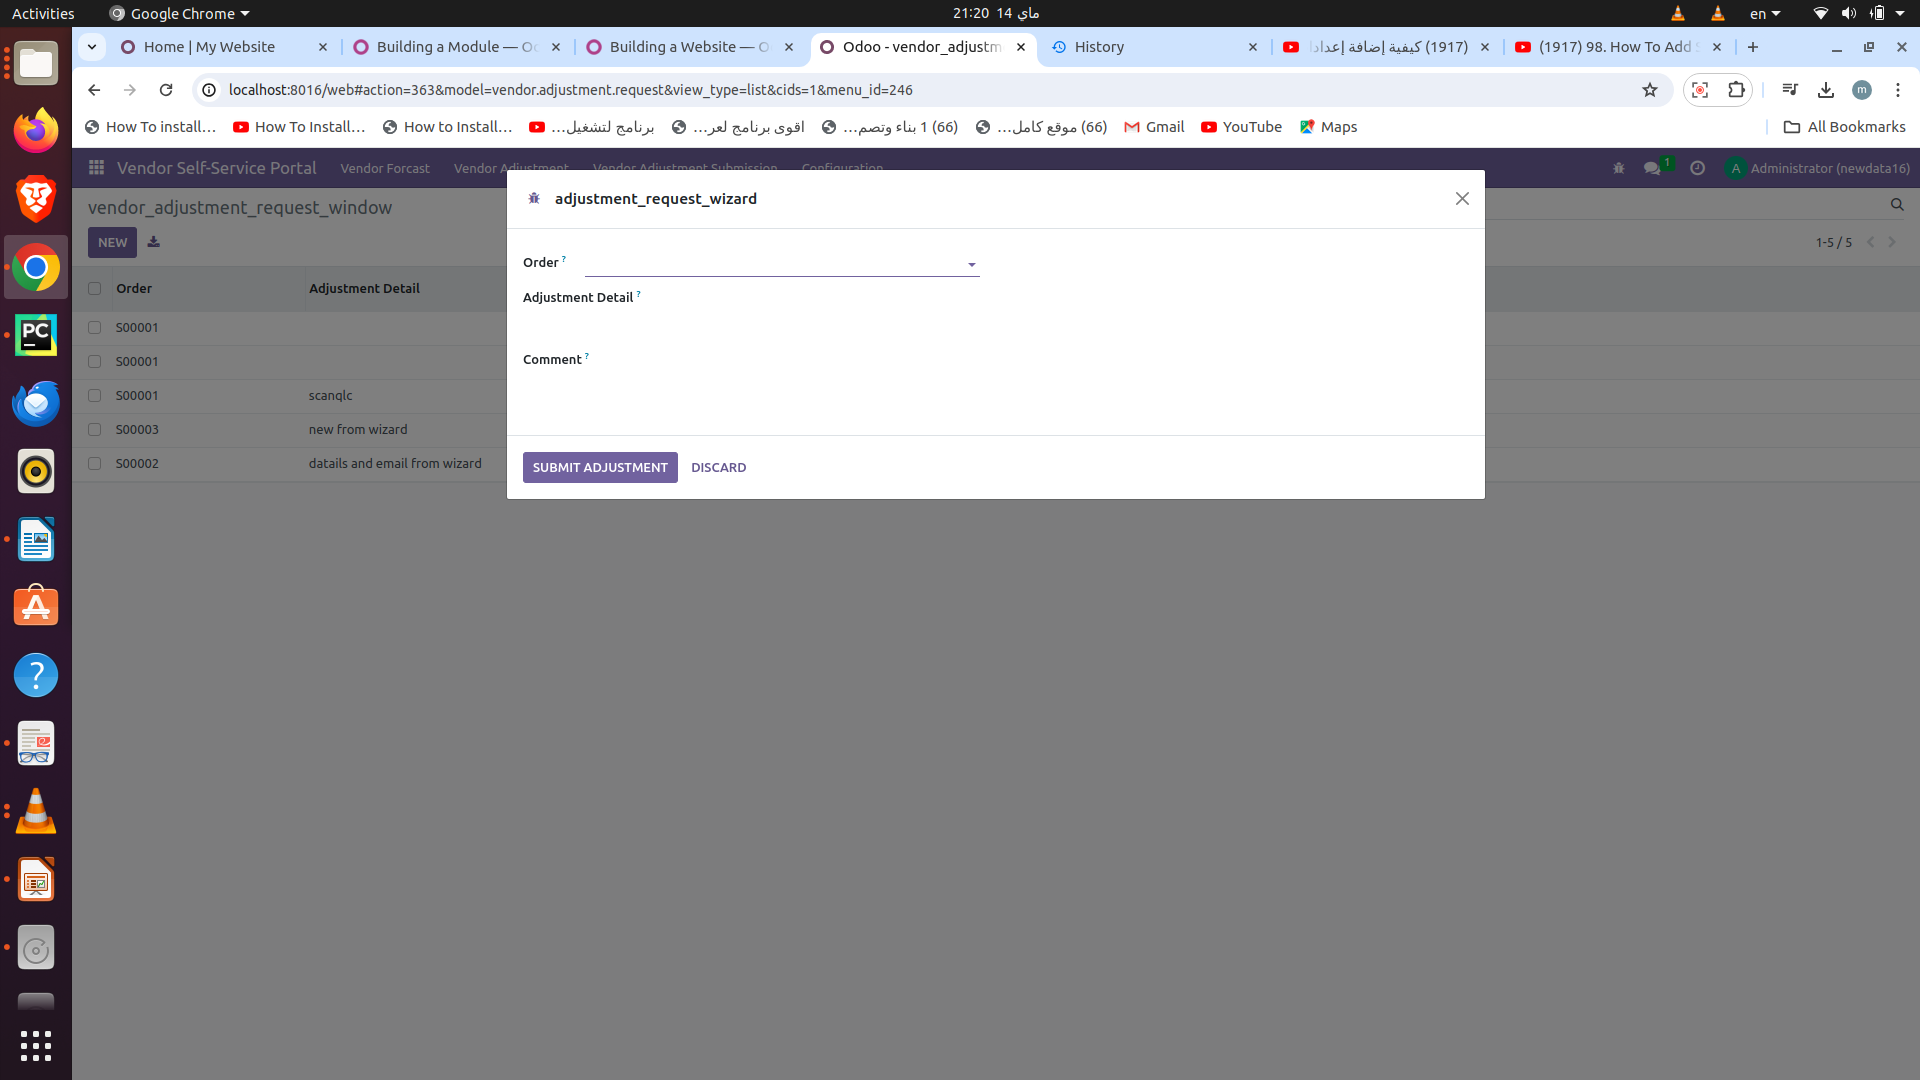 Activities
Google Chrome
21:20 14 ماي
en
Home | My Website
Building a Module — O
Building a Website — O
Odoo - vendor_adjustm
History
(1917) كيفية إضافة إعدادا
(1917) 98. How To Add
localhost:8016/web#action=363&model=vendor.adjustment.request&view_type=list&cids=1&menu_id=246
m
How To install…
How To Install…
How to Install…
برنامج لتشغيل…
اقوى برنامج لعر…
(66) 1 بناء وتصم…
(66) موقع كامل…
Gmail
YouTube
Maps
All Bookmarks
Vendor Self-Service Portal
Vendor Forcast
Vendor Adjustment
Vendor Adjustment Submission
Configuration
1
A
Administrator (newdata16)
vendor_adjustment_request_window
NEW
1-5 / 5
Order
Adjustment Detail
S00001
S00001
S00001 scanqlc
S00003 new from wizard
S00002 datails and email from wizard
adjustment_request_wizard
Order ?
Adjustment Detail ?
Comment ?
SUBMIT ADJUSTMENT
DISCARD
PC